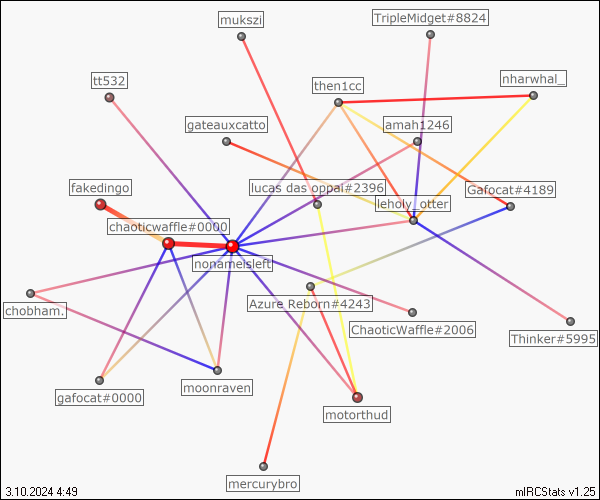 mukszi
TripleMidget#8824
tt532
then1cc
nharwhal_
gateauxcatto
amah1246
fakedingo
lucas das oppai#2396
Gafocat#4189
leholy_otter
chaoticwaffle#0000
nonameisleft
chobham.
Azure Reborn#4243
ChaoticWaffle#2006
Thinker#5995
gafocat#0000
moonraven
motorthud
mercurybro
3.10.2024 4:49
mIRCStats v1.25